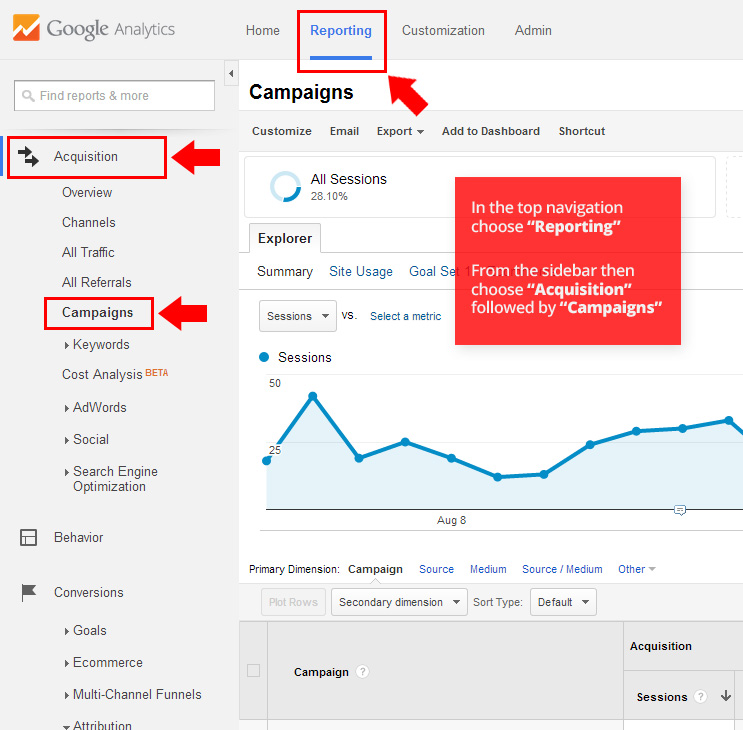 Google Analytics
Home Reporting Customization Admin
Find reports & more
Acquisition
Overview
Channels
All Traffic
All Referrals
Campaigns
Keywords
Cost Analysis BETA
AdWords
Social
Search Engine
Optimization
Behavior
Conversions
Goals
Ecommerce
Multi-Channel Funnels
Attribution
Campaigns
Customize Email Export Add to Dashboard Shortcut
All Sessions
28.10%
In the top navigation
choose “Reporting”
From the sidebar then
choose “Acquisition”
followed by “Campaigns”
Explorer
Summary Site Usage Goal Set 1
Sessions VS. Select a metric
Sessions
50
25
Aug 8
Primary Dimension: Campaign Source Medium Source / Medium Other
Plot Rows Secondary dimension Sort Type: Default
Campaign ?
Acquisition
Sessions ?